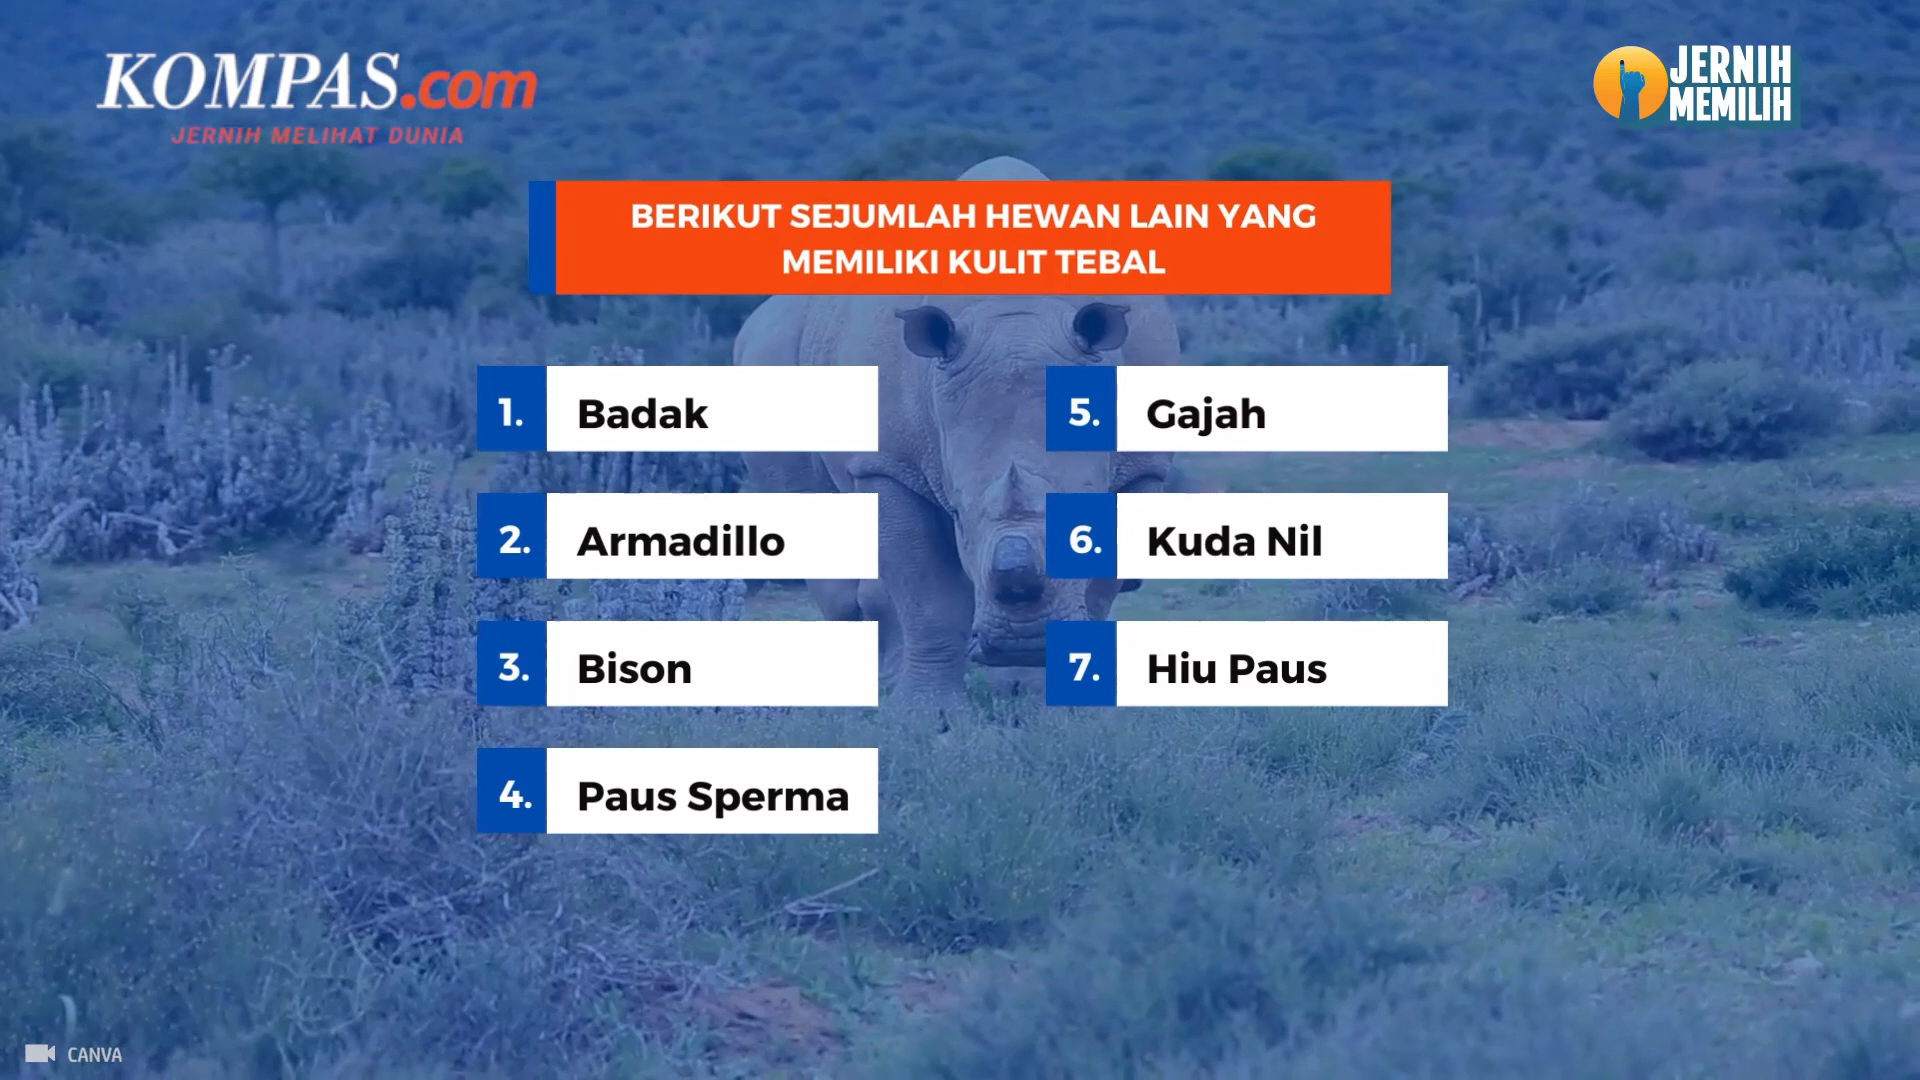 KOMPAS.com
JERNIH MELIHAT DUNIA
JERNIH
MEMILIH
BERIKUT SEJUMLAH HEWAN LAIN YANG
MEMILIKI KULIT TEBAL
1. Badak
2. Armadillo
3. Bison
4. Paus Sperma
5. Gajah
6. Kuda Nil
7. Hiu Paus
CANVA